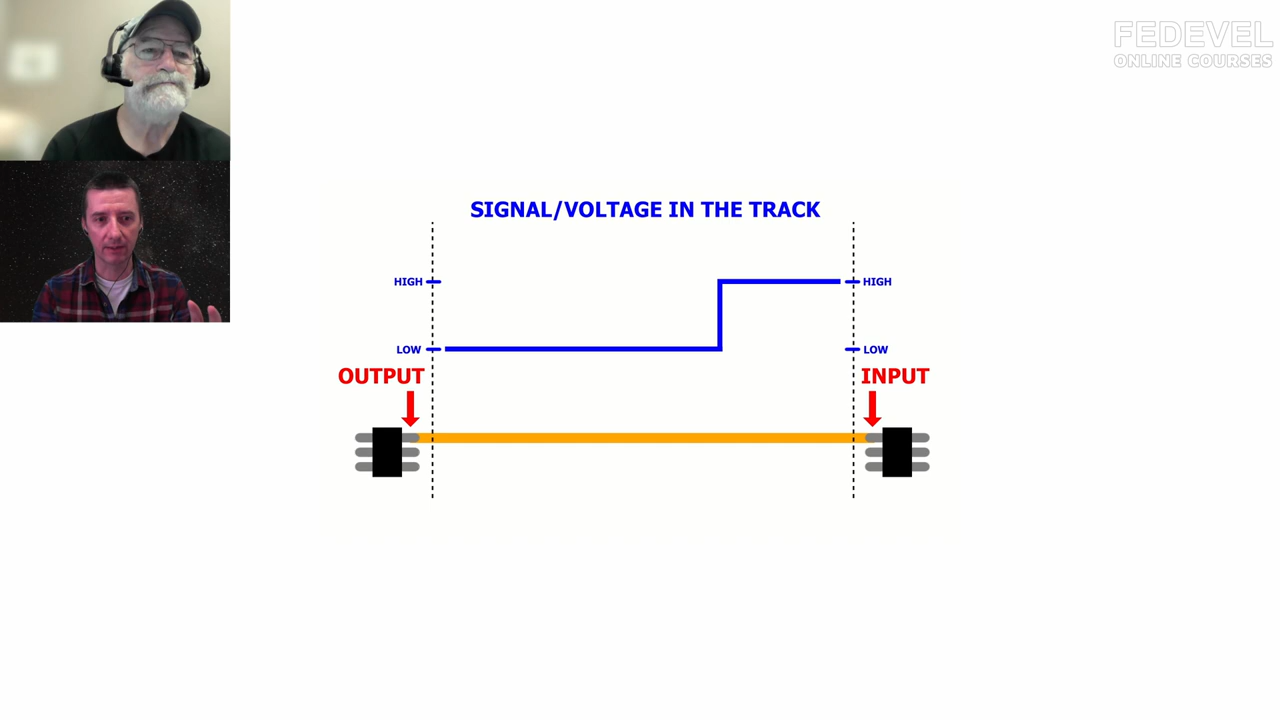 FEDEVEL
ONLINE COURSES
SIGNAL/VOLTAGE IN THE TRACK
HIGH
HIGH
LOW
LOW
OUTPUT
INPUT